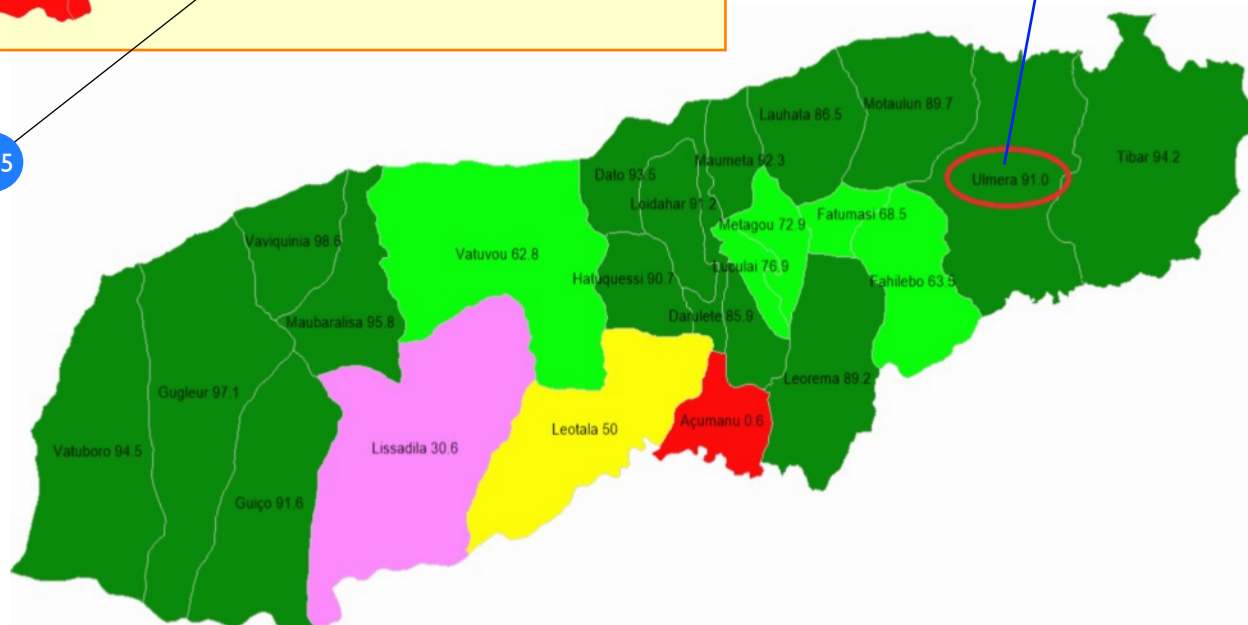 Motaulun 89.7
Lauhata 86.5
Tibar 94.2
Maumeta 92.3
Dato 93.5
Ulmera 91.0
5
Loidahar 91.2
Fatumasi 68.5
Metagou 72.9
Vaviquinia 98.6
Vatuvou 62.8
Luculai 76.9
Hatuquessi 90.7
Fahilebo 63.5
Darulete 85.9
Maubaralisa 95.8
Leorema 89.2
Gugleur 97.1
Açumanu 0.6
Leotala 50
Lissadila 30.6
Vatuboro 94.5
Guiço 91.6